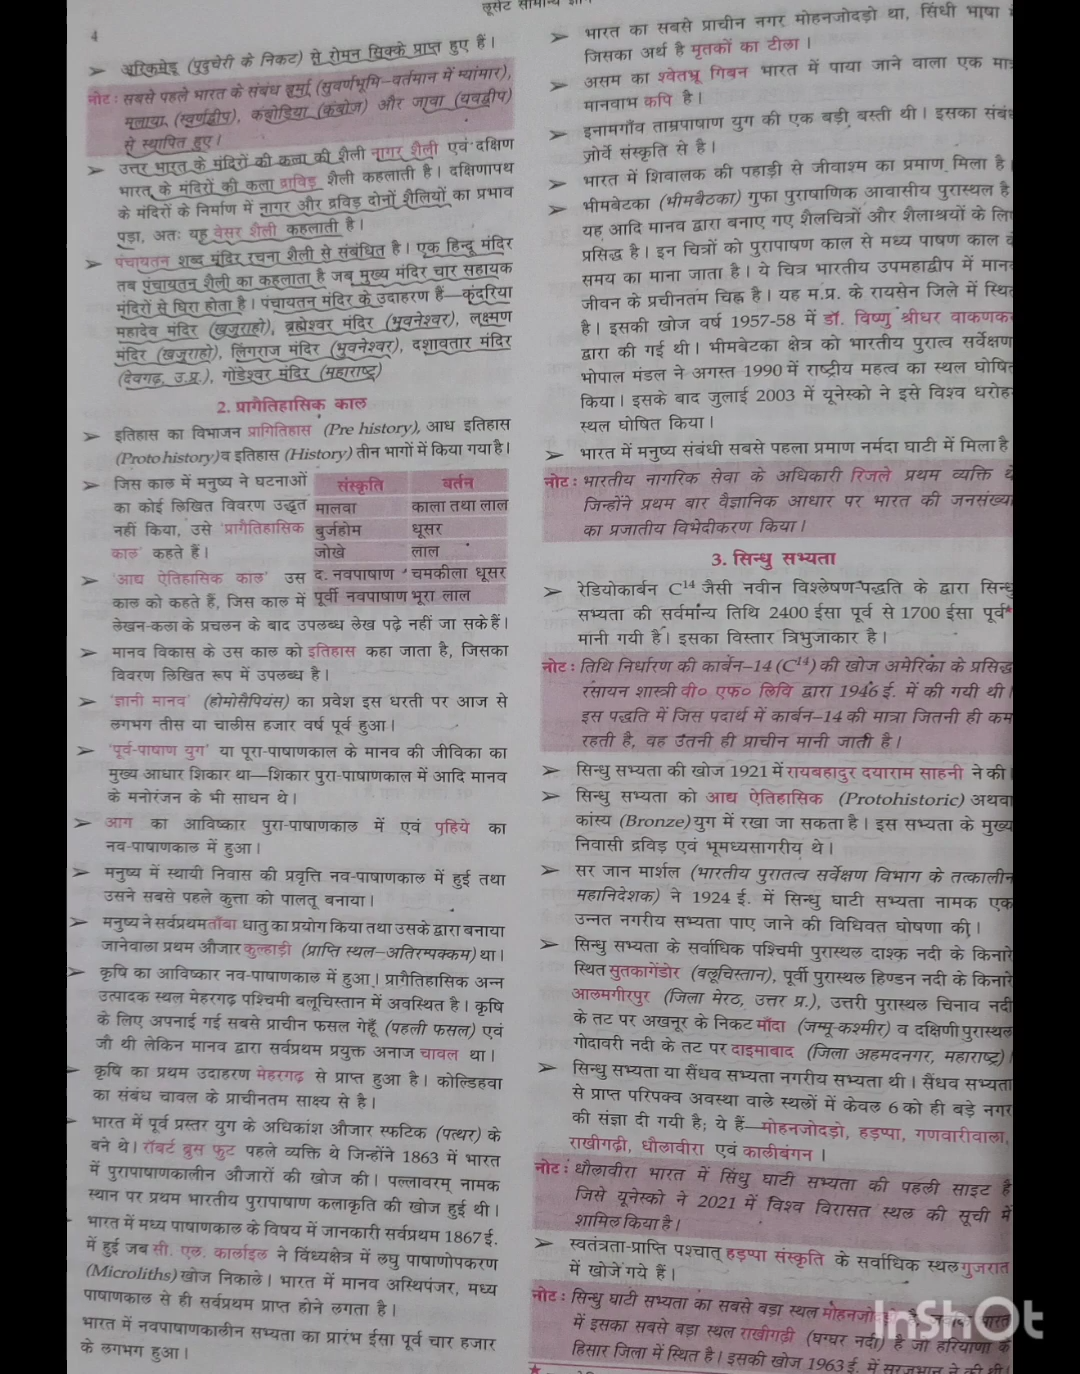 लूसेंट सामान्य ज्ञान
4
➢ अरिकमेडू (पुदुचेरी के निकट) से रोमन सिक्के प्राप्त हुए हैं।
नोट : सबसे पहले भारत के संबंध बर्मा (सुवर्णभूमि–वर्तमान में म्यांमार),
मलाया (स्वर्णद्वीप), कंबोडिया (कंबोज) और जावा (यवद्वीप)
से स्थापित हुए।
➢ उत्तर भारत के मंदिरों की कला की शैली नागर शैली एवं दक्षिण
भारत के मंदिरों की कला द्राविड़ शैली कहलाती है। दक्षिणापथ
के मंदिरों के निर्माण में नागर और द्रविड़ दोनों शैलियों का प्रभाव
पड़ा, अतः यह वेसर शैली कहलाती है।
➢ पंचायतन शब्द मंदिर रचना शैली से संबंधित है। एक हिन्दु मंदिर
तब पंचायतन शैली का कहलाता है जब मुख्य मंदिर चार सहायक
मंदिरों से घिरा होता है। पंचायतन मंदिर के उदाहरण हैं—कंदरिया
महादेव मंदिर (खजुराहो), ब्रह्मेश्वर मंदिर (भुवनेश्वर), लक्ष्मण
मंदिर (खजुराहो), लिंगराज मंदिर (भुवनेश्वर), दशावतार मंदिर
(देवगढ़, उ.प्र.), गोंडेश्वर मंदिर (महाराष्ट्र)
2. प्रागैतिहासिक काल
➢ इतिहास का विभाजन प्रागितिहास (Pre history), आद्य इतिहास
(Proto history) व इतिहास (History) तीन भागों में किया गया है।
➢ जिस काल में मनुष्य ने घटनाओं
का कोई लिखित विवरण उद्धृत
नहीं किया, उसे 'प्रागैतिहासिक
काल' कहते हैं।
संस्कृति बर्तन
मालवा काला तथा लाल
बुर्जहोम धूसर
जोखे लाल
द. नवपाषाण चमकीला धूसर
पूर्वी नवपाषाण भूरा लाल
➢ 'आद्य ऐतिहासिक काल' उस
काल को कहते हैं, जिस काल में
लेखन-कला के प्रचलन के बाद उपलब्ध लेख पढ़े नहीं जा सके हैं।
➢ मानव विकास के उस काल को इतिहास कहा जाता है, जिसका
विवरण लिखित रूप में उपलब्ध है।
➢ 'ज्ञानी मानव' (होमोसैपियंस) का प्रवेश इस धरती पर आज से
लगभग तीस या चालीस हजार वर्ष पूर्व हुआ।
➢ 'पूर्व-पाषाण युग' या पूरा-पाषाणकाल के मानव की जीविका का
मुख्य आधार शिकार था—शिकार पुरा-पाषाणकाल में आदि मानव
के मनोरंजन के भी साधन थे।
➢ आग का आविष्कार पुरा-पाषाणकाल में एवं पहिये का
नव-पाषाणकाल में हुआ।
➢ मनुष्य में स्थायी निवास की प्रवृत्ति नव-पाषाणकाल में हुई तथा
उसने सबसे पहले कुत्ता को पालतू बनाया।
➢ मनुष्य ने सर्वप्रथम ताँबा धातु का प्रयोग किया तथा उसके द्वारा बनाया
जानेवाला प्रथम औजार कुल्हाड़ी (प्राप्ति स्थल–अतिरम्पक्कम) था।
➢ कृषि का आविष्कार नव-पाषाणकाल में हुआ। प्रागैतिहासिक अन्न
उत्पादक स्थल मेहरगढ़ पश्चिमी बलूचिस्तान में अवस्थित है। कृषि
के लिए अपनाई गई सबसे प्राचीन फसल गेहूँ (पहली फसल) एवं
जौ थी लेकिन मानव द्वारा सर्वप्रथम प्रयुक्त अनाज चावल था।
➢ कृषि का प्रथम उदाहरण मेहरगढ़ से प्राप्त हुआ है। कोल्डिहवा
का संबंध चावल के प्राचीनतम साक्ष्य से है।
भारत में पूर्व प्रस्तर युग के अधिकांश औजार स्फटिक (पत्थर) के
बने थे। रॉबर्ट ब्रुस फुट पहले व्यक्ति थे जिन्होंने 1863 में भारत
में पुरापाषाणकालीन औजारों की खोज की। पल्लावरम् नामक
स्थान पर प्रथम भारतीय पुरापाषाण कलाकृति की खोज हुई थी।
भारत में मध्य पाषाणकाल के विषय में जानकारी सर्वप्रथम 1867 ई.
में हुई जब सी. एल. कार्लाइल ने विंध्यक्षेत्र में लघु पाषाणोपकरण
(Microliths) खोज निकाले। भारत में मानव अस्थिपंजर, मध्य
पाषाणकाल से ही सर्वप्रथम प्राप्त होने लगता है।
भारत में नवपाषाणकालीन सभ्यता का प्रारंभ ईसा पूर्व चार हजार
के लगभग हुआ।
➢ भारत का सबसे प्राचीन नगर मोहनजोदड़ो था, सिंधी भाषा
जिसका अर्थ है मृतकों का टीला।
➢ असम का श्वेतभ्रू गिबन भारत में पाया जाने वाला एक
मानवाभ कपि है।
➢ इनामगाँव ताम्रपाषाण युग की एक बड़ी बस्ती थी। इसका
ज़ोर्वे संस्कृति से है।
➢ भारत में शिवालक की पहाड़ी से जीवाश्म का प्रमाण मिला है
➢ भीमबेटका (भीमबैठका) गुफा पुराषाणिक आवासीय पुरास्थल है
यह आदि मानव द्वारा बनाए गए शैलचित्रों और शैलाश्रयों के
प्रसिद्ध है। इन चित्रों को पुरापाषण काल से मध्य पाषण काल
समय का माना जाता है। ये चित्र भारतीय उपमहाद्वीप में
जीवन के प्रचीनतम चिह्न है। यह म.प्र. के रायसेन जिले में
है। इसकी खोज वर्ष 1957-58 में डॉ. विष्णु श्रीधर वाकणकर
द्वारा की गई थी। भीमबेटका क्षेत्र को भारतीय पुरातत्व सर्वेक्षण
भोपाल मंडल ने अगस्त 1990 में राष्ट्रीय महत्व का स्थल
किया। इसके बाद जुलाई 2003 में यूनेस्को ने इसे विश्व धरोहर
स्थल घोषित किया।
➢ भारत में मनुष्य संबंधी सबसे पहला प्रमाण नर्मदा घाटी में मिला है
नोट : भारतीय नागरिक सेवा के अधिकारी रिजले प्रथम व्यक्ति
जिन्होंने प्रथम बार वैज्ञानिक आधार पर भारत की जनसंख्या
का प्रजातीय विभेदीकरण किया।
3. सिन्धु सभ्यता
➢ रेडियोकार्बन C¹⁴ जैसी नवीन विश्लेषण-पद्धति के द्वारा सिन्धु
सभ्यता की सर्वमान्य तिथि 2400 ईसा पूर्व से 1700 ईसा पूर्व*
मानी गयी है। इसका विस्तार त्रिभुजाकार है।
नोट : तिथि निर्धारण की कार्बन–14 (C¹⁴) की खोज अमेरिका के प्रसिद्ध
रसायन शास्त्री वी० एफ० लिवि द्वारा 1946 ई. में की गयी थी।
इस पद्धति में जिस पदार्थ में कार्बन–14 की मात्रा जितनी ही कम
रहती है, वह उतनी ही प्राचीन मानी जाती है।
➢ सिन्धु सभ्यता की खोज 1921 में रायबहादुर दयाराम साहनी ने की।
➢ सिन्धु सभ्यता को आद्य ऐतिहासिक (Protohistoric) अथवा
कांस्य (Bronze) युग में रखा जा सकता है। इस सभ्यता के मुख्य
निवासी द्रविड़ एवं भूमध्यसागरीय थे।
➢ सर जान मार्शल (भारतीय पुरातत्व सर्वेक्षण विभाग के तत्कालीन
महानिदेशक) ने 1924 ई. में सिन्धु घाटी सभ्यता नामक एक
उन्नत नगरीय सभ्यता पाए जाने की विधिवत घोषणा की।
➢ सिन्धु सभ्यता के सर्वाधिक पश्चिमी पुरास्थल दाश्क नदी के किनारे
स्थित सुतकागेंडोर (बलूचिस्तान), पूर्वी पुरास्थल हिण्डन नदी के किनारे
आलमगीरपुर (जिला मेरठ, उत्तर प्र.), उत्तरी पुरास्थल चिनाव नदी
के तट पर अखनूर के निकट माँदा (जम्मू-कश्मीर) व दक्षिणी पुरास्थल
गोदावरी नदी के तट पर दाइमाबाद (जिला अहमदनगर, महाराष्ट्र)
➢ सिन्धु सभ्यता या सैंधव सभ्यता नगरीय सभ्यता थी। सैंधव सभ्यता
से प्राप्त परिपक्व अवस्था वाले स्थलों में केवल 6 को ही बड़े नगर
की संज्ञा दी गयी है; ये हैं—मोहनजोदड़ो, हड़प्पा, गणवारीवाला,
राखीगढ़ी, धौलावीरा एवं कालीबंगन।
नोट : धौलावीरा भारत में सिंधु घाटी सभ्यता की पहली साइट है
जिसे यूनेस्को ने 2021 में विश्व विरासत स्थल की सूची में
शामिल किया है।
➢ स्वतंत्रता-प्राप्ति पश्चात् हड़प्पा संस्कृति के सर्वाधिक स्थल गुजरात
में खोजे गये हैं।
नोट : सिन्धु घाटी सभ्यता का सबसे बड़ा स्थल
में इसका सबसे बड़ा स्थल राखीगढ़ी (घग्घर नदी) है जो हरियाणा के
हिसार जिला में स्थित है। इसकी खोज 1963 ई. में सूरजभान ने की थी।
InShOt